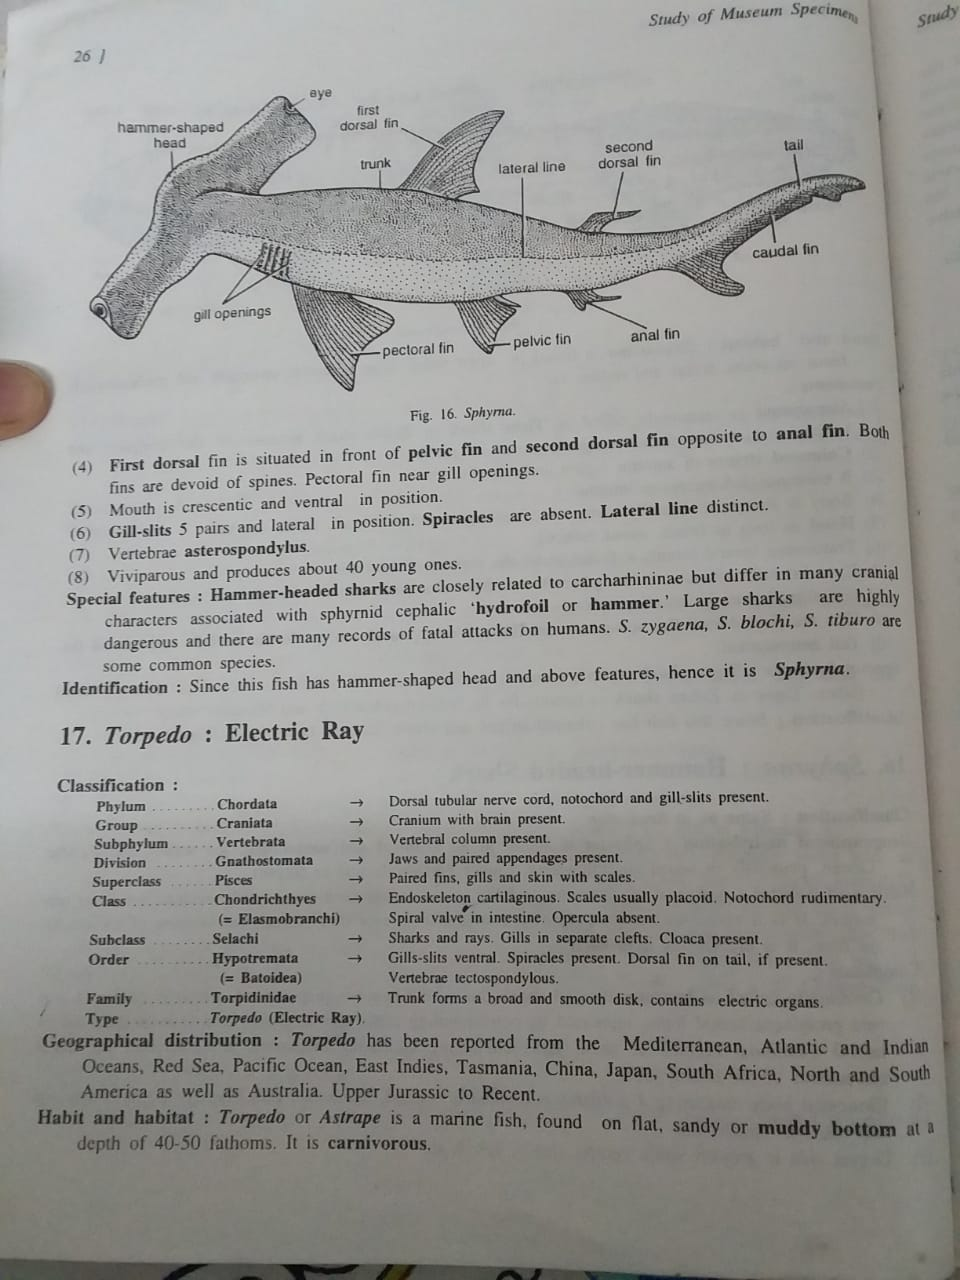 Study of Museum Specimens
Study
26 ]
eye
hammer-shaped
head
first
dorsal fin
trunk
lateral line
second
dorsal fin
tail
caudal fin
gill openings
pectoral fin
pelvic fin
anal fin
Fig. 16. Sphyrna.
(4) First dorsal fin is situated in front of pelvic fin and second dorsal fin opposite to anal fin. Both
fins are devoid of spines. Pectoral fin near gill openings.
(5) Mouth is crescentic and ventral in position.
(6) Gill-slits 5 pairs and lateral in position. Spiracles are absent. Lateral line distinct.
(7) Vertebrae asterospondylus.
(8) Viviparous and produces about 40 young ones.
Special features : Hammer-headed sharks are closely related to carcharhininae but differ in many cranial
characters associated with sphyrnid cephalic 'hydrofoil or hammer.' Large sharks are highly
dangerous and there are many records of fatal attacks on humans. S. zygaena, S. blochi, S. tiburo are
some common species.
Identification : Since this fish has hammer-shaped head and above features, hence it is Sphyrna.
17. Torpedo : Electric Ray
Classification :
Phylum ......... Chordata → Dorsal tubular nerve cord, notochord and gill-slits present.
Group .......... Craniata → Cranium with brain present.
Subphylum ...... Vertebrata → Vertebral column present.
Division ........ Gnathostomata → Jaws and paired appendages present.
Superclass ...... Pisces → Paired fins, gills and skin with scales.
Class ........... Chondrichthyes → Endoskeleton cartilaginous. Scales usually placoid. Notochord rudimentary.
(= Elasmobranchi) Spiral valve in intestine. Opercula absent.
Subclass ........ Selachi → Sharks and rays. Gills in separate clefts. Cloaca present.
Order .......... Hypotremata → Gills-slits ventral. Spiracles present. Dorsal fin on tail, if present.
(= Batoidea) Vertebrae tectospondylous.
Family ......... Torpidinidae → Trunk forms a broad and smooth disk, contains electric organs.
Type ........... Torpedo (Electric Ray).
Geographical distribution : Torpedo has been reported from the Mediterranean, Atlantic and Indian
Oceans, Red Sea, Pacific Ocean, East Indies, Tasmania, China, Japan, South Africa, North and South
America as well as Australia. Upper Jurassic to Recent.
Habit and habitat : Torpedo or Astrape is a marine fish, found on flat, sandy or muddy bottom at a
depth of 40-50 fathoms. It is carnivorous.